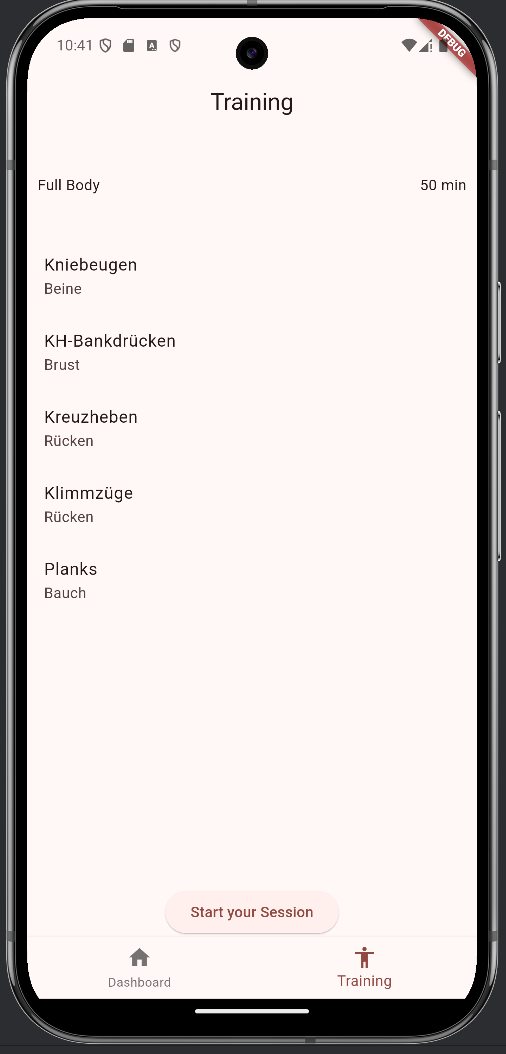 10:41
DEBUG
Training
Full Body 50 min
Kniebeugen
Beine
KH-Bankdrücken
Brust
Kreuzheben
Rücken
Klimmzüge
Rücken
Planks
Bauch
Start your Session
Dashboard Training